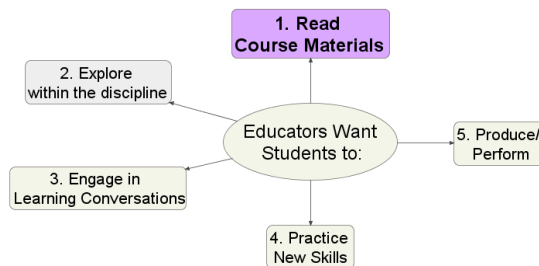 1. Read
Course Materials
2. Explore
within the discipline
Educators Want
Students to:
5. Produce/
Perform
3. Engage in
Learning Conversations
4. Practice
New Skills